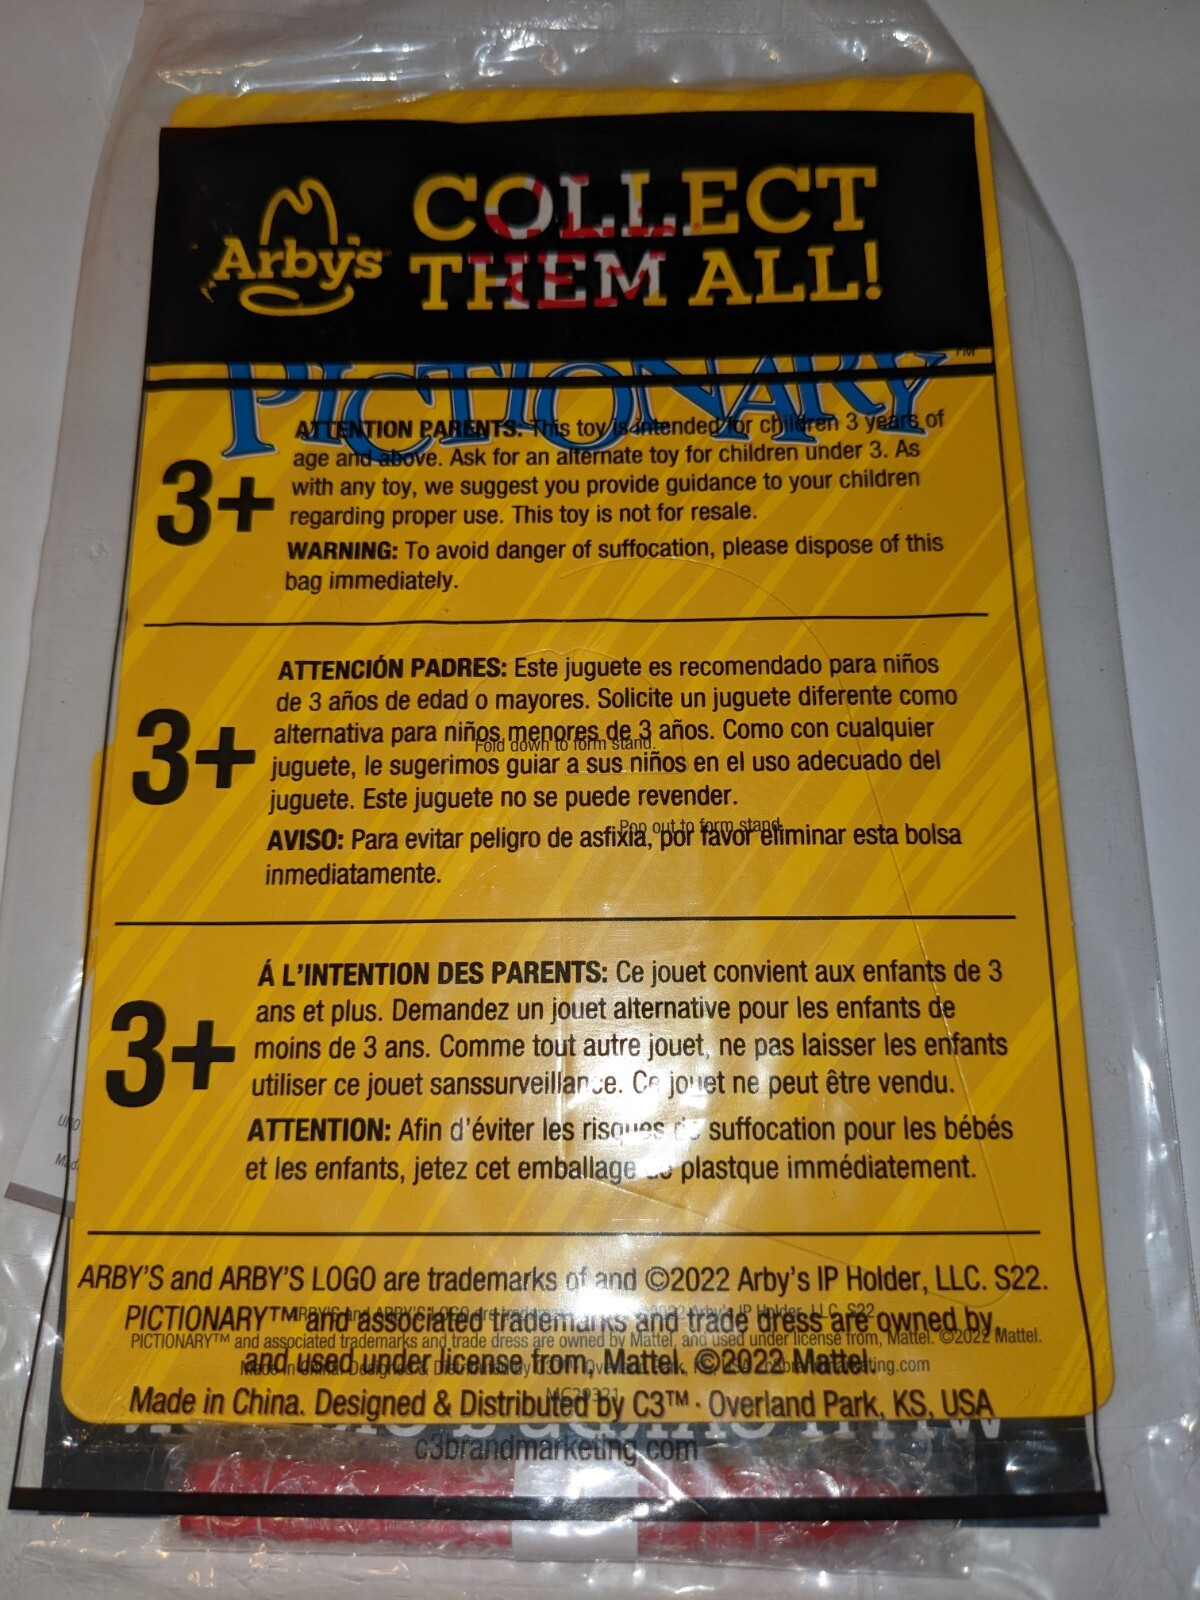 Arby's
COLLECT
THEM ALL!
PICTIONARY™
3+
ATTENTION PARENTS: This toy is intended for children 3 years of
age and above. Ask for an alternate toy for children under 3. As
with any toy, we suggest you provide guidance to your children
regarding proper use. This toy is not for resale.
WARNING: To avoid danger of suffocation, please dispose of this
bag immediately.
3+
ATTENCIÓN PADRES: Este juguete es recomendado para niños
de 3 años de edad o mayores. Solicite un juguete diferente como
alternativa para niños menores de 3 años. Como con cualquier
Fold down to form stand.
juguete, le sugerimos guiar a sus niños en el uso adecuado del
juguete. Este juguete no se puede revender.
Pop out to form stand.
AVISO: Para evitar peligro de asfixia, por favor eliminar esta bolsa
inmediatamente.
3+
Á L'INTENTION DES PARENTS: Ce jouet convient aux enfants de 3
ans et plus. Demandez un jouet alternative pour les enfants de
moins de 3 ans. Comme tout autre jouet, ne pas laisser les enfants
utiliser ce jouet sanssurveillance. Ce jouet ne peut être vendu.
ATTENTION: Afin d'éviter les risques de suffocation pour les bébés
et les enfants, jetez cet emballage de plastque immédiatement.
UNO
ARBY'S and ARBY'S LOGO are trademarks of and ©2022 Arby's IP Holder, LLC. S22.
PICTIONARY™ and associated trademarks and trade dress are owned by,
PICTIONARY™ and associated trademarks and trade dress are owned by Mattel, and used under license from, Mattel. ©2022 Mattel.
and used under license from, Mattel. ©2022 Mattel.
Made in China. Designed & Distributed by C3™ · Overland Park, KS, USA
c3brandmarketing.com